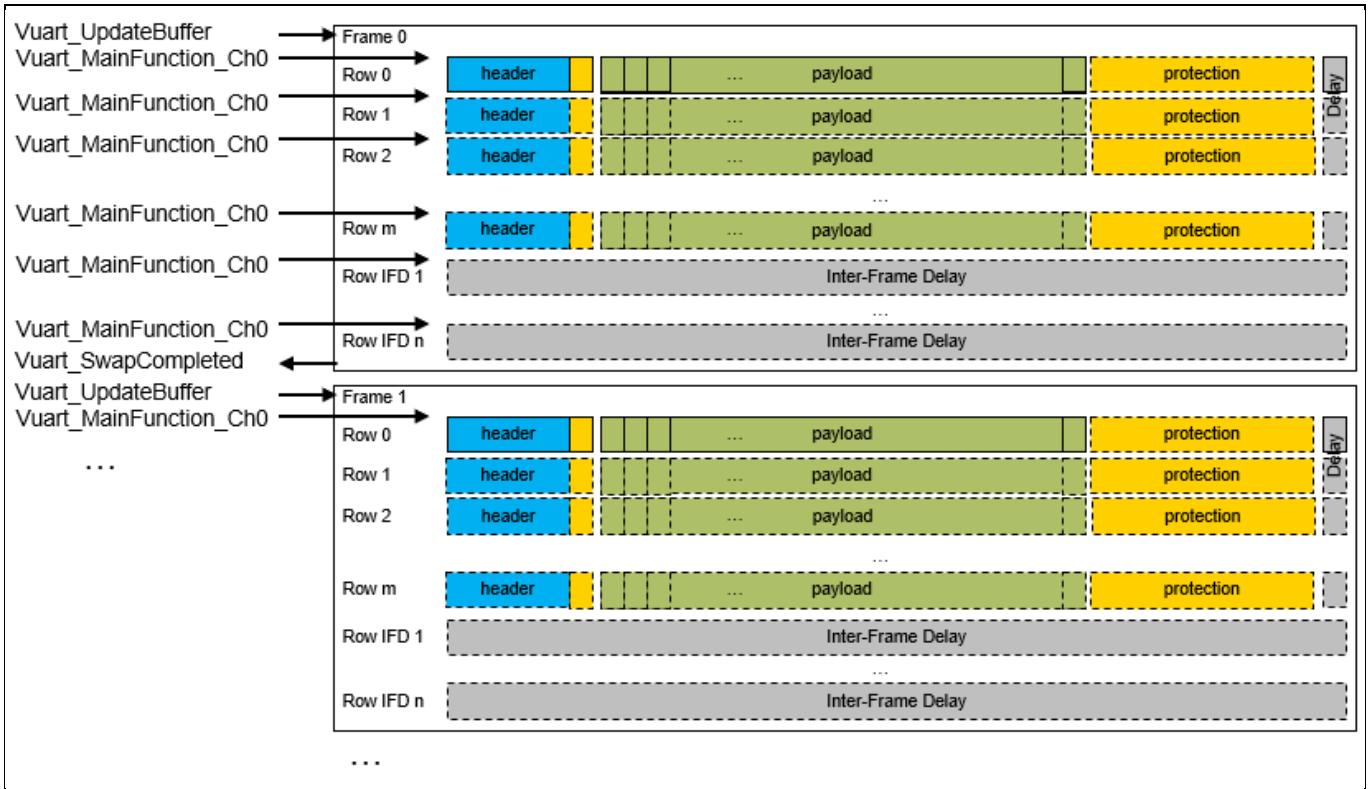 Vuart_UpdateBuffer Frame 0
Vuart_MainFunction_Ch0
Row 0 header ... payload protection Delay
Vuart_MainFunction_Ch0
Row 1 header ... payload protection
Vuart_MainFunction_Ch0
Row 2 header ... payload protection
...
Vuart_MainFunction_Ch0
Row m header ... payload protection
Vuart_MainFunction_Ch0
Row IFD 1 Inter-Frame Delay
...
Vuart_MainFunction_Ch0
Row IFD n Inter-Frame Delay
Vuart_SwapCompleted
Vuart_UpdateBuffer Frame 1
Vuart_MainFunction_Ch0
Row 0 header ... payload protection Delay
...
Row 1 header ... payload protection
Row 2 header ... payload protection
...
Row m header ... payload protection
Row IFD 1 Inter-Frame Delay
...
Row IFD n Inter-Frame Delay
...